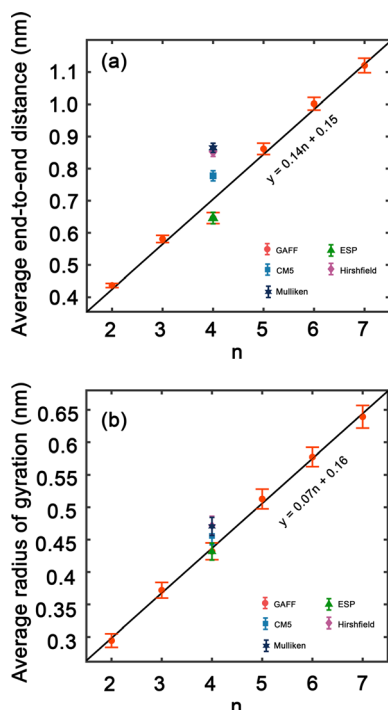 (a)
Average end-to-end distance (nm)
1.1
1.0
0.9
0.8
0.7
0.6
0.5
0.4
y = 0.14n + 0.15
GAFF ESP
CM5 Hirshfield
Mulliken
2 3 4 5 6 7
n
(b)
Average radius of gyration (nm)
0.65
0.6
0.55
0.5
0.45
0.4
0.35
0.3
y = 0.07n + 0.16
GAFF ESP
CM5 Hirshfield
Mulliken
2 3 4 5 6 7
n